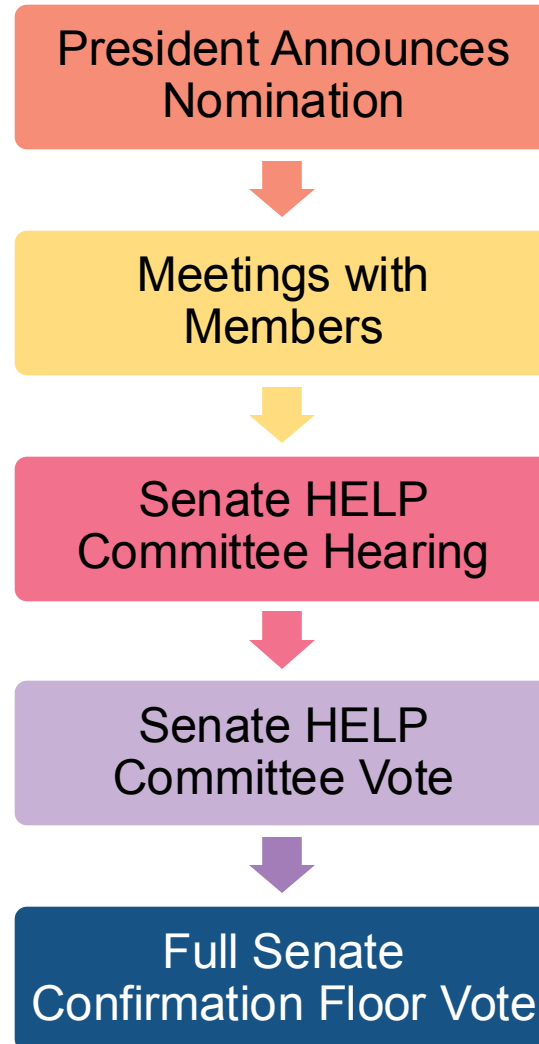 President Announces
Nomination
Meetings with
Members
Senate HELP
Committee Hearing
Senate HELP
Committee Vote
Full Senate
Confirmation Floor Vote